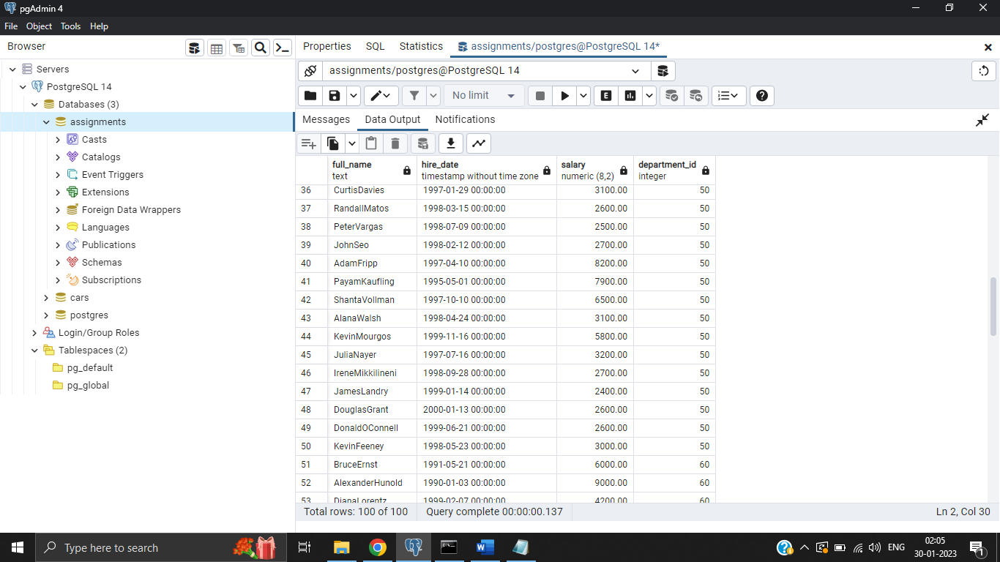 pgAdmin 4
File Object Tools Help
Browser
Properties SQL Statistics assignments/postgres@PostgreSQL 14*
Servers
PostgreSQL 14
Databases (3)
assignments
Casts
Catalogs
Event Triggers
Extensions
Foreign Data Wrappers
Languages
Publications
Schemas
Subscriptions
cars
postgres
Login/Group Roles
Tablespaces (2)
pg_default
pg_global
assignments/postgres@PostgreSQL 14
No limit E
Messages Data Output Notifications
full_name hire_date salary department_id
text timestamp without time zone numeric (8,2) integer
36 CurtisDavies 1997-01-29 00:00:00 3100.00 50
37 RandallMatos 1998-03-15 00:00:00 2600.00 50
38 PeterVargas 1998-07-09 00:00:00 2500.00 50
39 JohnSeo 1998-02-12 00:00:00 2700.00 50
40 AdamFripp 1997-04-10 00:00:00 8200.00 50
41 PayamKaufling 1995-05-01 00:00:00 7900.00 50
42 ShantaVollman 1997-10-10 00:00:00 6500.00 50
43 AlanaWalsh 1998-04-24 00:00:00 3100.00 50
44 KevinMourgos 1999-11-16 00:00:00 5800.00 50
45 JuliaNayer 1997-07-16 00:00:00 3200.00 50
46 IreneMikkilineni 1998-09-28 00:00:00 2700.00 50
47 JamesLandry 1999-01-14 00:00:00 2400.00 50
48 DouglasGrant 2000-01-13 00:00:00 2600.00 50
49 DonaldOConnell 1999-06-21 00:00:00 2600.00 50
50 KevinFeeney 1998-05-23 00:00:00 3000.00 50
51 BruceErnst 1991-05-21 00:00:00 6000.00 60
52 AlexanderHunold 1990-01-03 00:00:00 9000.00 60
53 DianaLorentz 1999-02-07 00:00:00 4200.00 60
Total rows: 100 of 100 Query complete 00:00:00.137 Ln 2, Col 30
Type here to search ENG 02:05
30-01-2023 1